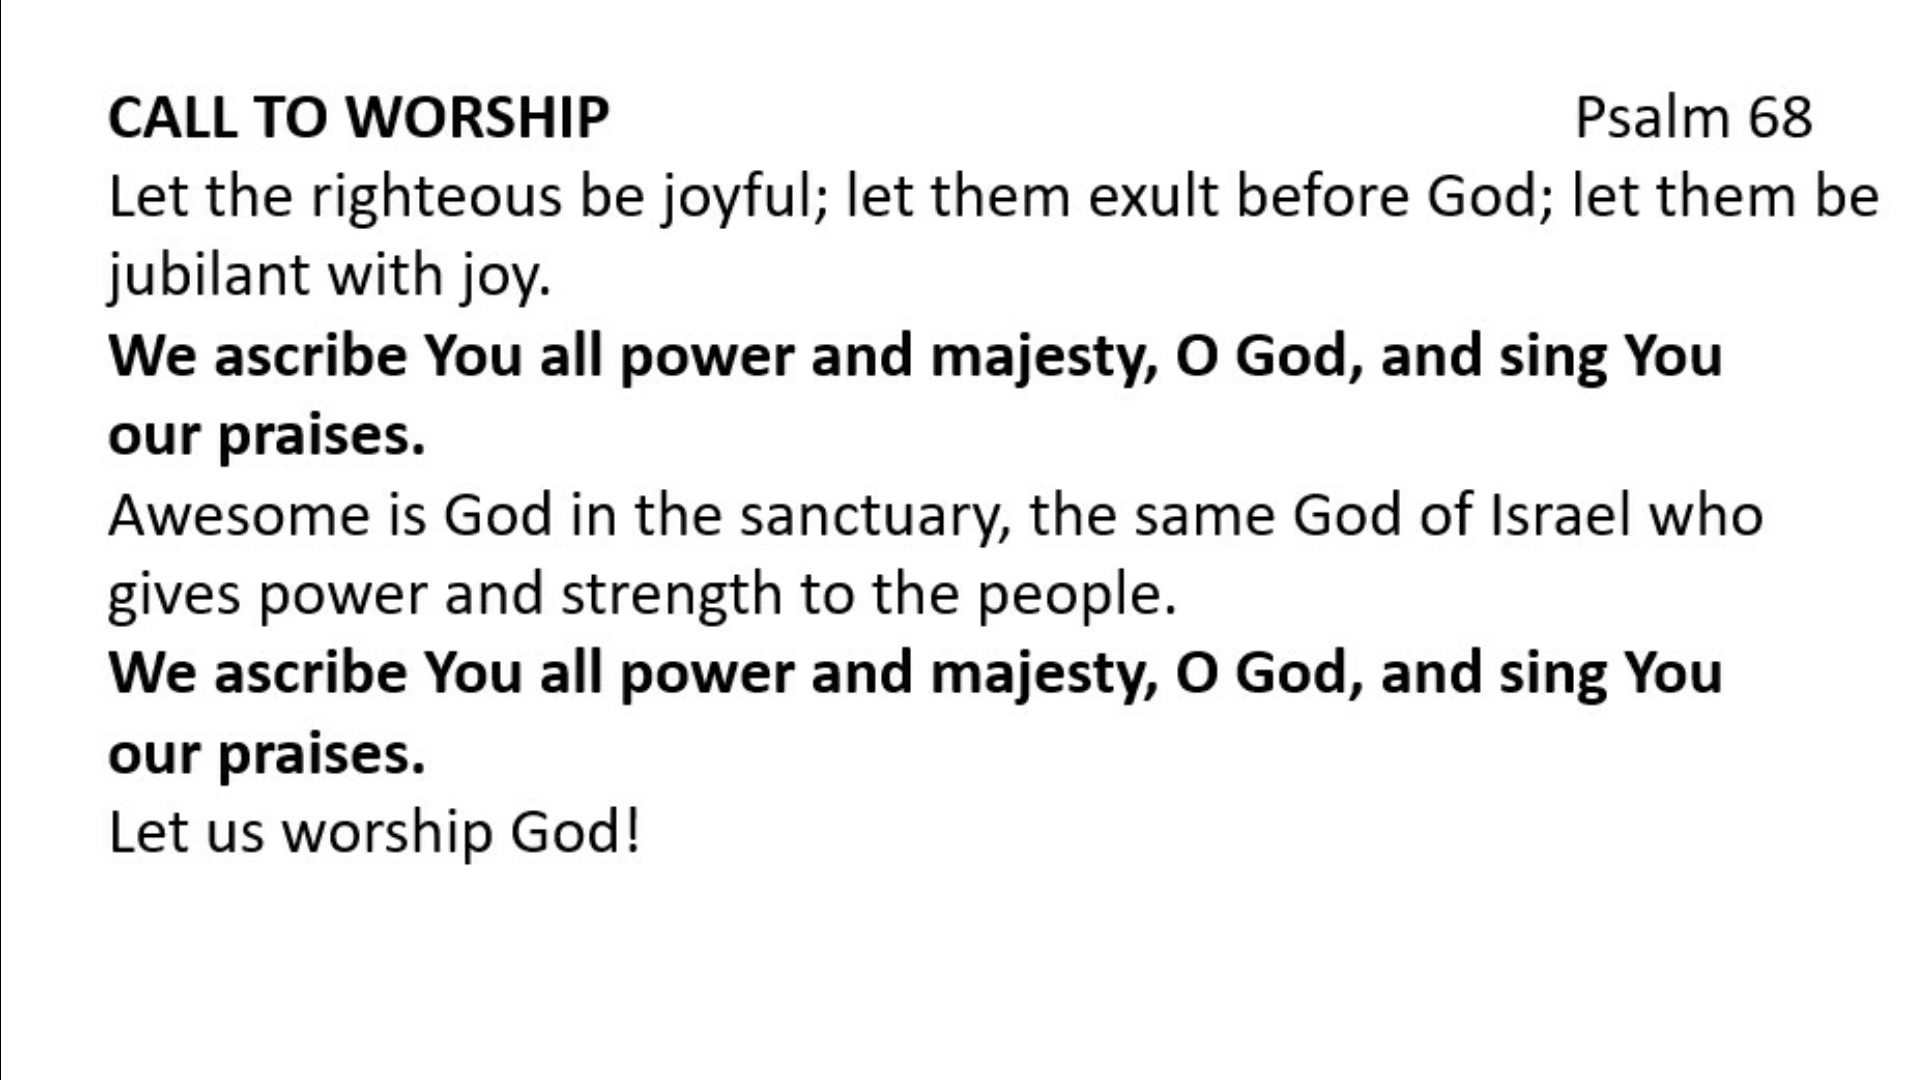 CALL TO WORSHIP Psalm 68
Let the righteous be joyful; let them exult before God; let them be
jubilant with joy.
We ascribe You all power and majesty, O God, and sing You
our praises.
Awesome is God in the sanctuary, the same God of Israel who
gives power and strength to the people.
We ascribe You all power and majesty, O God, and sing You
our praises.
Let us worship God!